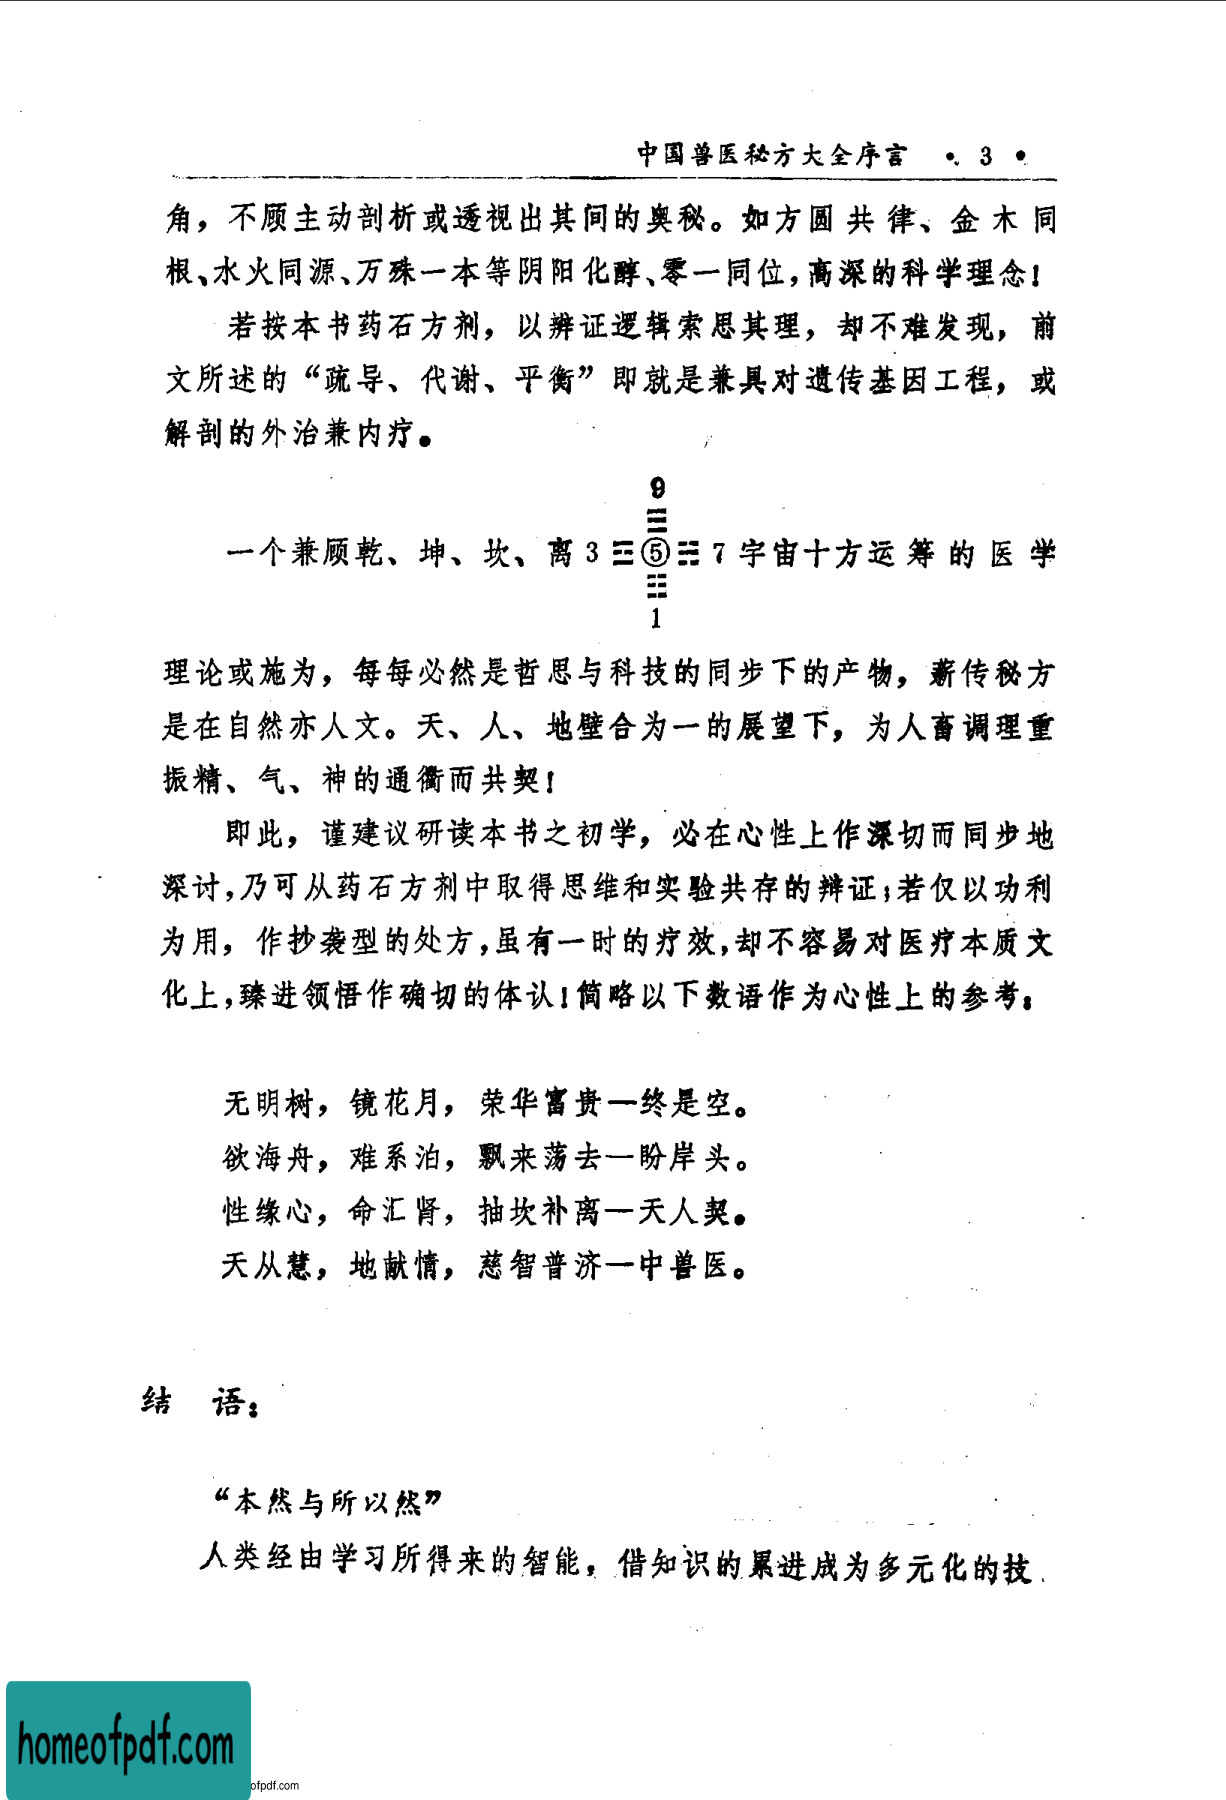 中国兽医秘方大全序言 • 3 •
角，不顾主动剖析或透视出其间的奥秘。如方圆共律、金木同
根、水火同源、万殊一本等阴阳化醇、零一同位，高深的科学理念！
若按本书药石方剂，以辨证逻辑索思其理，却不难发现，前
文所述的“疏导、代谢、平衡”即就是兼具对遗传基因工程，或
解剖的外治兼内疗。
9
☰
一个兼顾乾、坤、坎、离 3 ☲⑤☵ 7 宇宙十方运筹的医学
☷
1
理论或施为，每每必然是哲思与科技的同步下的产物，薪传秘方
是在自然亦人文。天、人、地壁合为一的展望下，为人畜调理重
振精、气、神的通衢而共契！
即此，谨建议研读本书之初学，必在心性上作深切而同步地
深讨，乃可从药石方剂中取得思维和实验共存的辩证；若仅以功利
为用，作抄袭型的处方，虽有一时的疗效，却不容易对医疗本质文
化上，臻进领悟作确切的体认！简略以下数语作为心性上的参考：
无明树，镜花月，荣华富贵一终是空。
欲海舟，难系泊，飘来荡去一盼岸头。
性缘心，命汇肾，抽坎补离一天人契。
天从慧，地献情，慈智普济一中兽医。
结 语：
“本然与所以然”
人类经由学习所得来的智能，借知识的累进成为多元化的技
homeofpdf.com
ofpdf.com